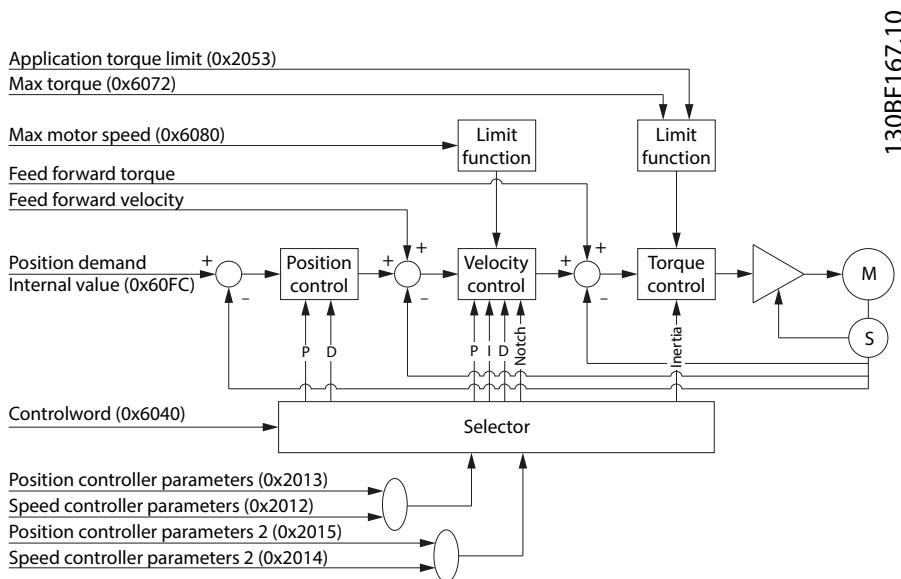 130BF167.10
Application torque limit (0x2053)
Max torque (0x6072)
Max motor speed (0x6080)
Limit
function
Limit
function
Feed forward torque
Feed forward velocity
Position demand
Internal value (0x60FC)
+
−
Position
control
+
+
−
Velocity
control
+
+
−
Torque
control
M
S
P
D
P
I
D
Notch
Inertia
Controlword (0x6040)
Selector
Position controller parameters (0x2013)
Speed controller parameters (0x2012)
Position controller parameters 2 (0x2015)
Speed controller parameters 2 (0x2014)